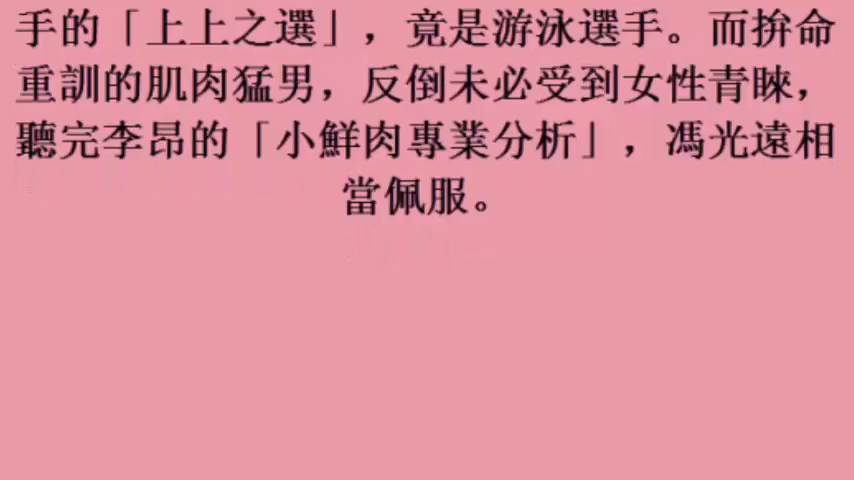 手的「上上之選」，竟是游泳選手。而拚命
重訓的肌肉猛男，反倒未必受到女性青睞，
聽完李昂的「小鮮肉專業分析」，馮光遠相
當佩服。